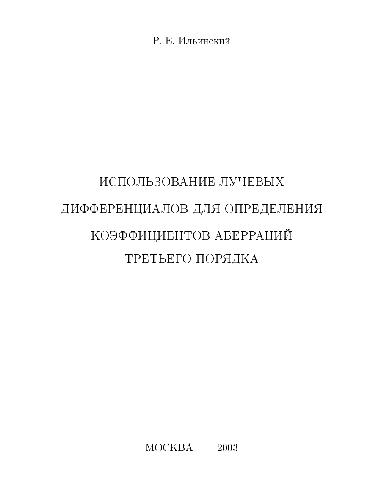 Р. Е. Ильинский
ИСПОЛЬЗОВАНИЕ ЛУЧЕВЫХ
ДИФФЕРЕНЦИАЛОВ ДЛЯ ОПРЕДЕЛЕНИЯ
КОЭФФИЦИЕНТОВ АБЕРРАЦИЙ
ТРЕТЬЕГО ПОРЯДКА
МОСКВА 2003